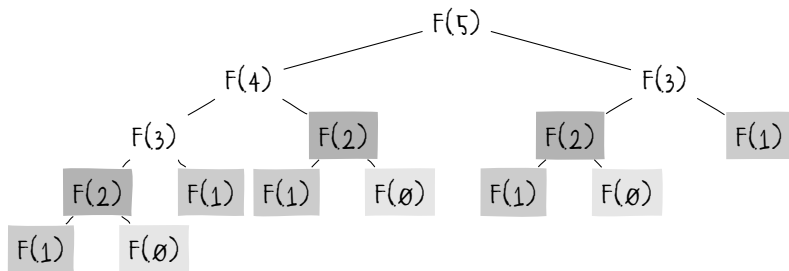 F(5)
F(4) F(3)
F(3) F(2) F(2) F(1)
F(2) F(1) F(1) F(Ø) F(1) F(Ø)
F(1) F(Ø)